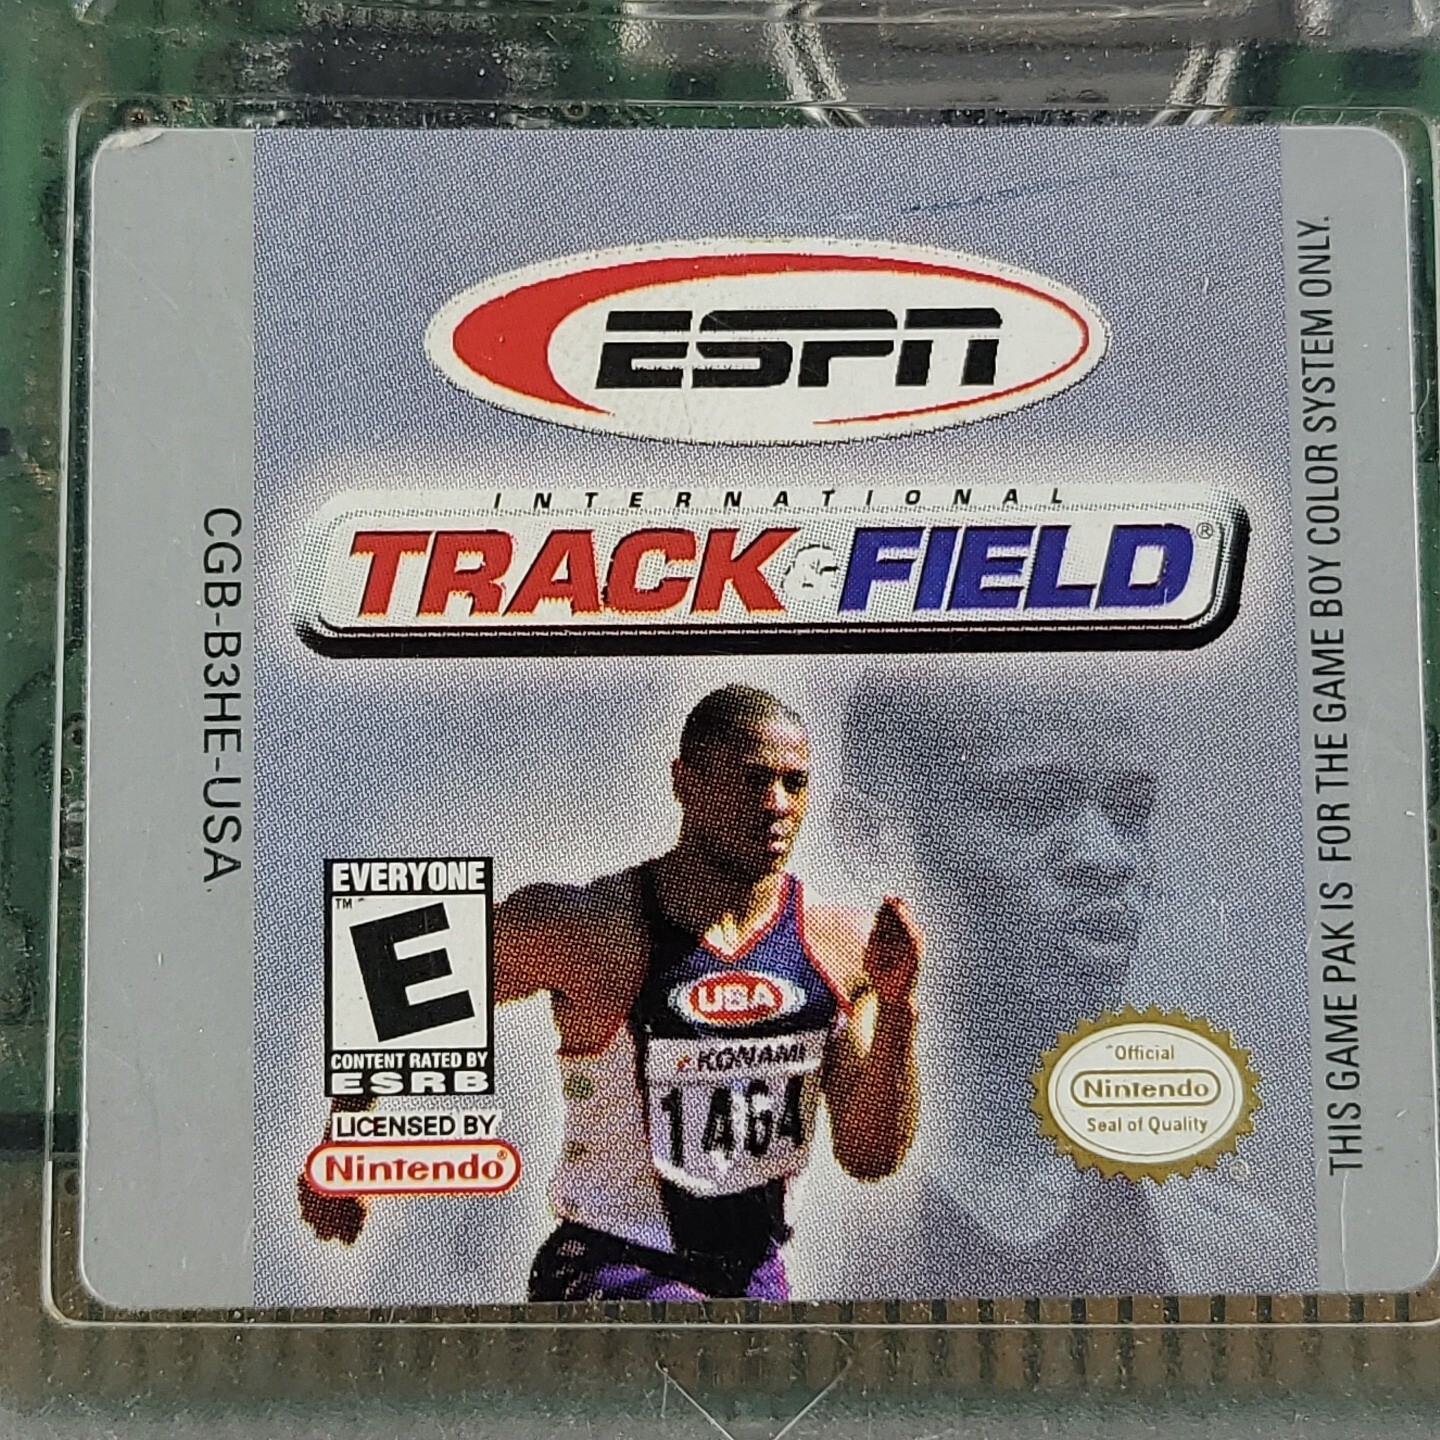 ESPN
INTERNATIONAL
TRACK & FIELD®
CGB-B3HE-USA
THIS GAME PAK IS FOR THE GAME BOY COLOR SYSTEM ONLY.
EVERYONE
TM
E
CONTENT RATED BY
ESRB
LICENSED BY
Nintendo®
USA
KONAMI
1464
Official
Nintendo
Seal of Quality
®